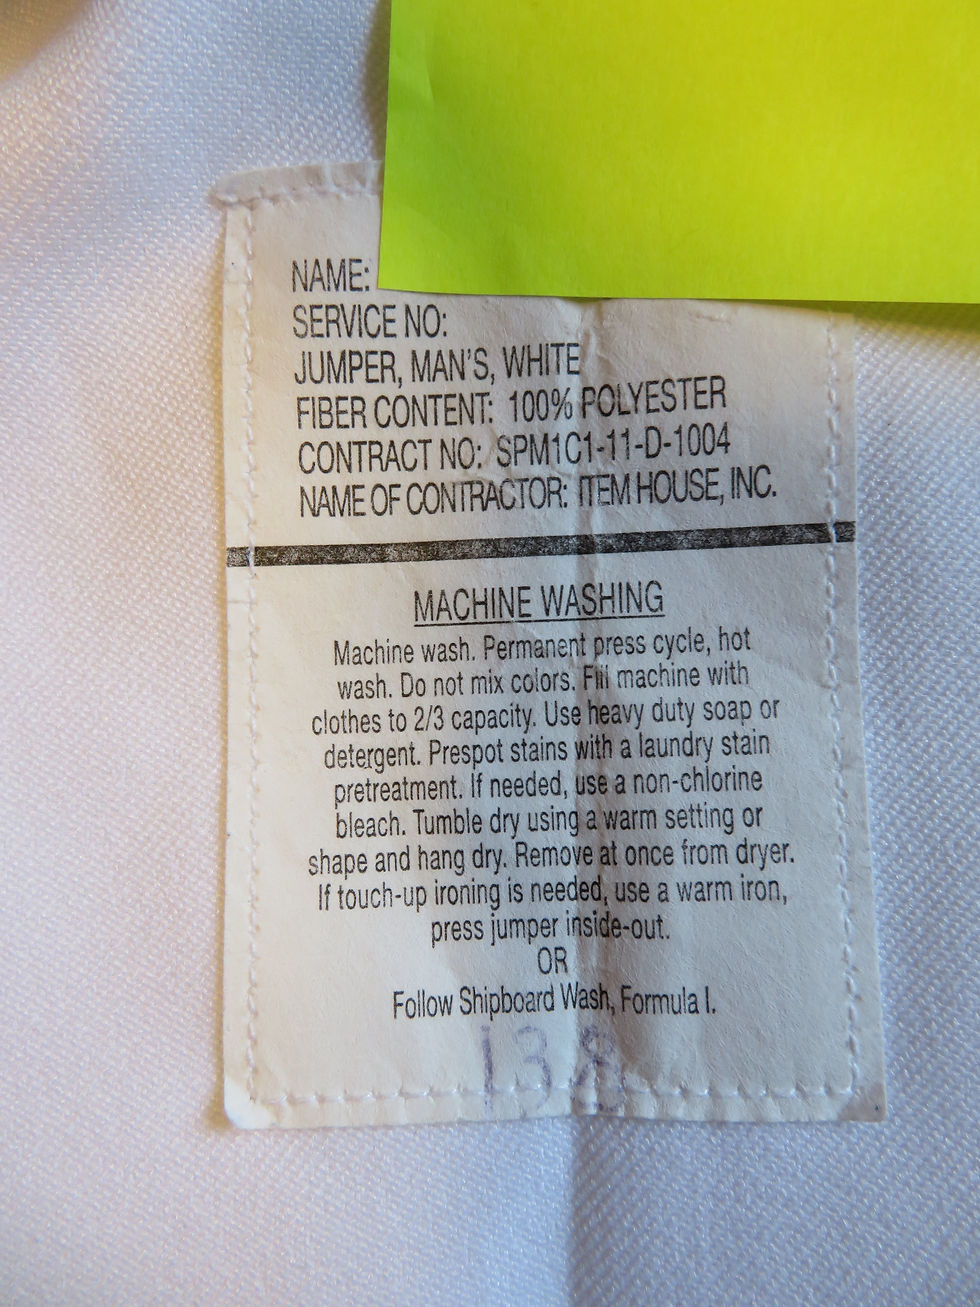 NAME:
SERVICE NO:
JUMPER, MAN'S, WHITE
FIBER CONTENT: 100% POLYESTER
CONTRACT NO: SPM1C1-11-D-1004
NAME OF CONTRACTOR: ITEM HOUSE, INC.
MACHINE WASHING
Machine wash. Permanent press cycle, hot
wash. Do not mix colors. Fill machine with
clothes to 2/3 capacity. Use heavy duty soap or
detergent. Prespot stains with a laundry stain
pretreatment. If needed, use a non-chlorine
bleach. Tumble dry using a warm setting or
shape and hang dry. Remove at once from dryer.
If touch-up ironing is needed, use a warm iron,
press jumper inside-out.
OR
Follow Shipboard Wash, Formula I.
138